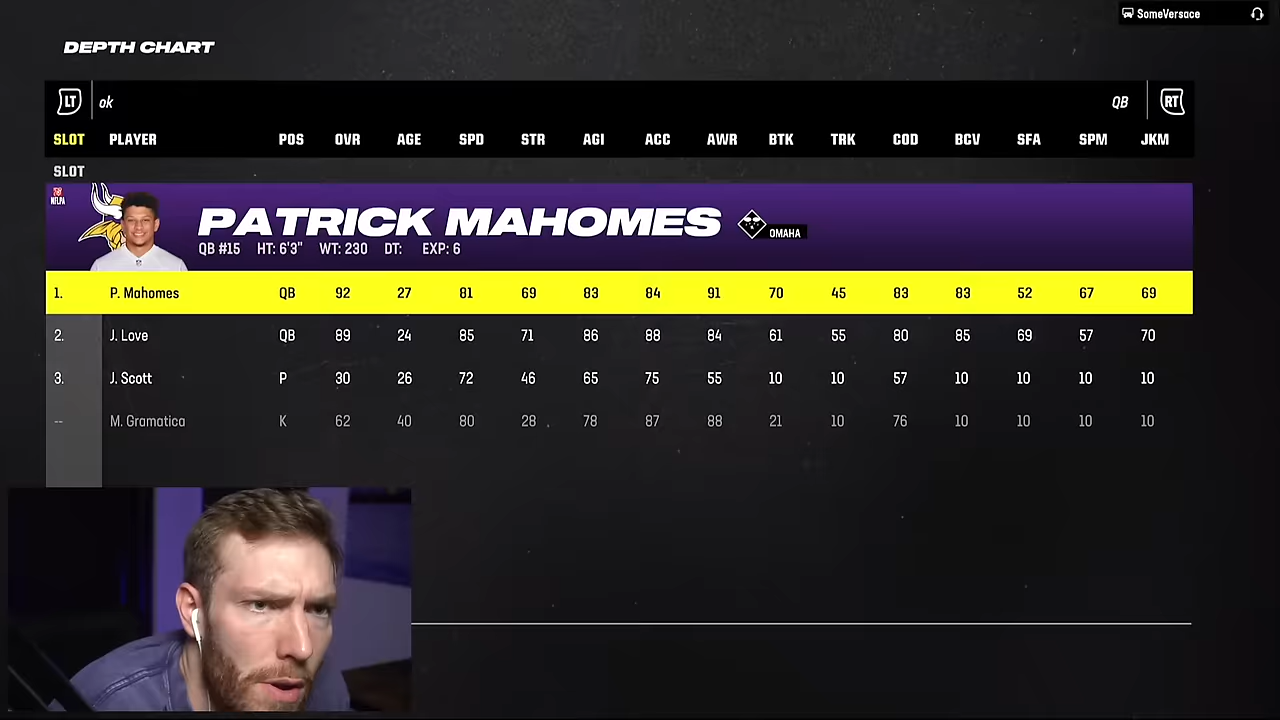 SomeVersace
DEPTH CHART
LT ok QB RT
SLOT PLAYER POS OVR AGE SPD STR AGI ACC AWR BTK TRK COD BCV SFA SPM JKM
SLOT
NFLPA
PATRICK MAHOMES OMAHA
QB #15 HT: 6'3" WT: 230 DT: EXP: 6
1. P. Mahomes QB 92 27 81 69 83 84 91 70 45 83 83 52 67 69
2. J. Love QB 89 24 85 71 86 88 84 61 55 80 85 69 57 70
3. J. Scott P 30 26 72 46 65 75 55 10 10 57 10 10 10 10
-- M. Gramatica K 62 40 80 28 78 87 88 21 10 76 10 10 10 10